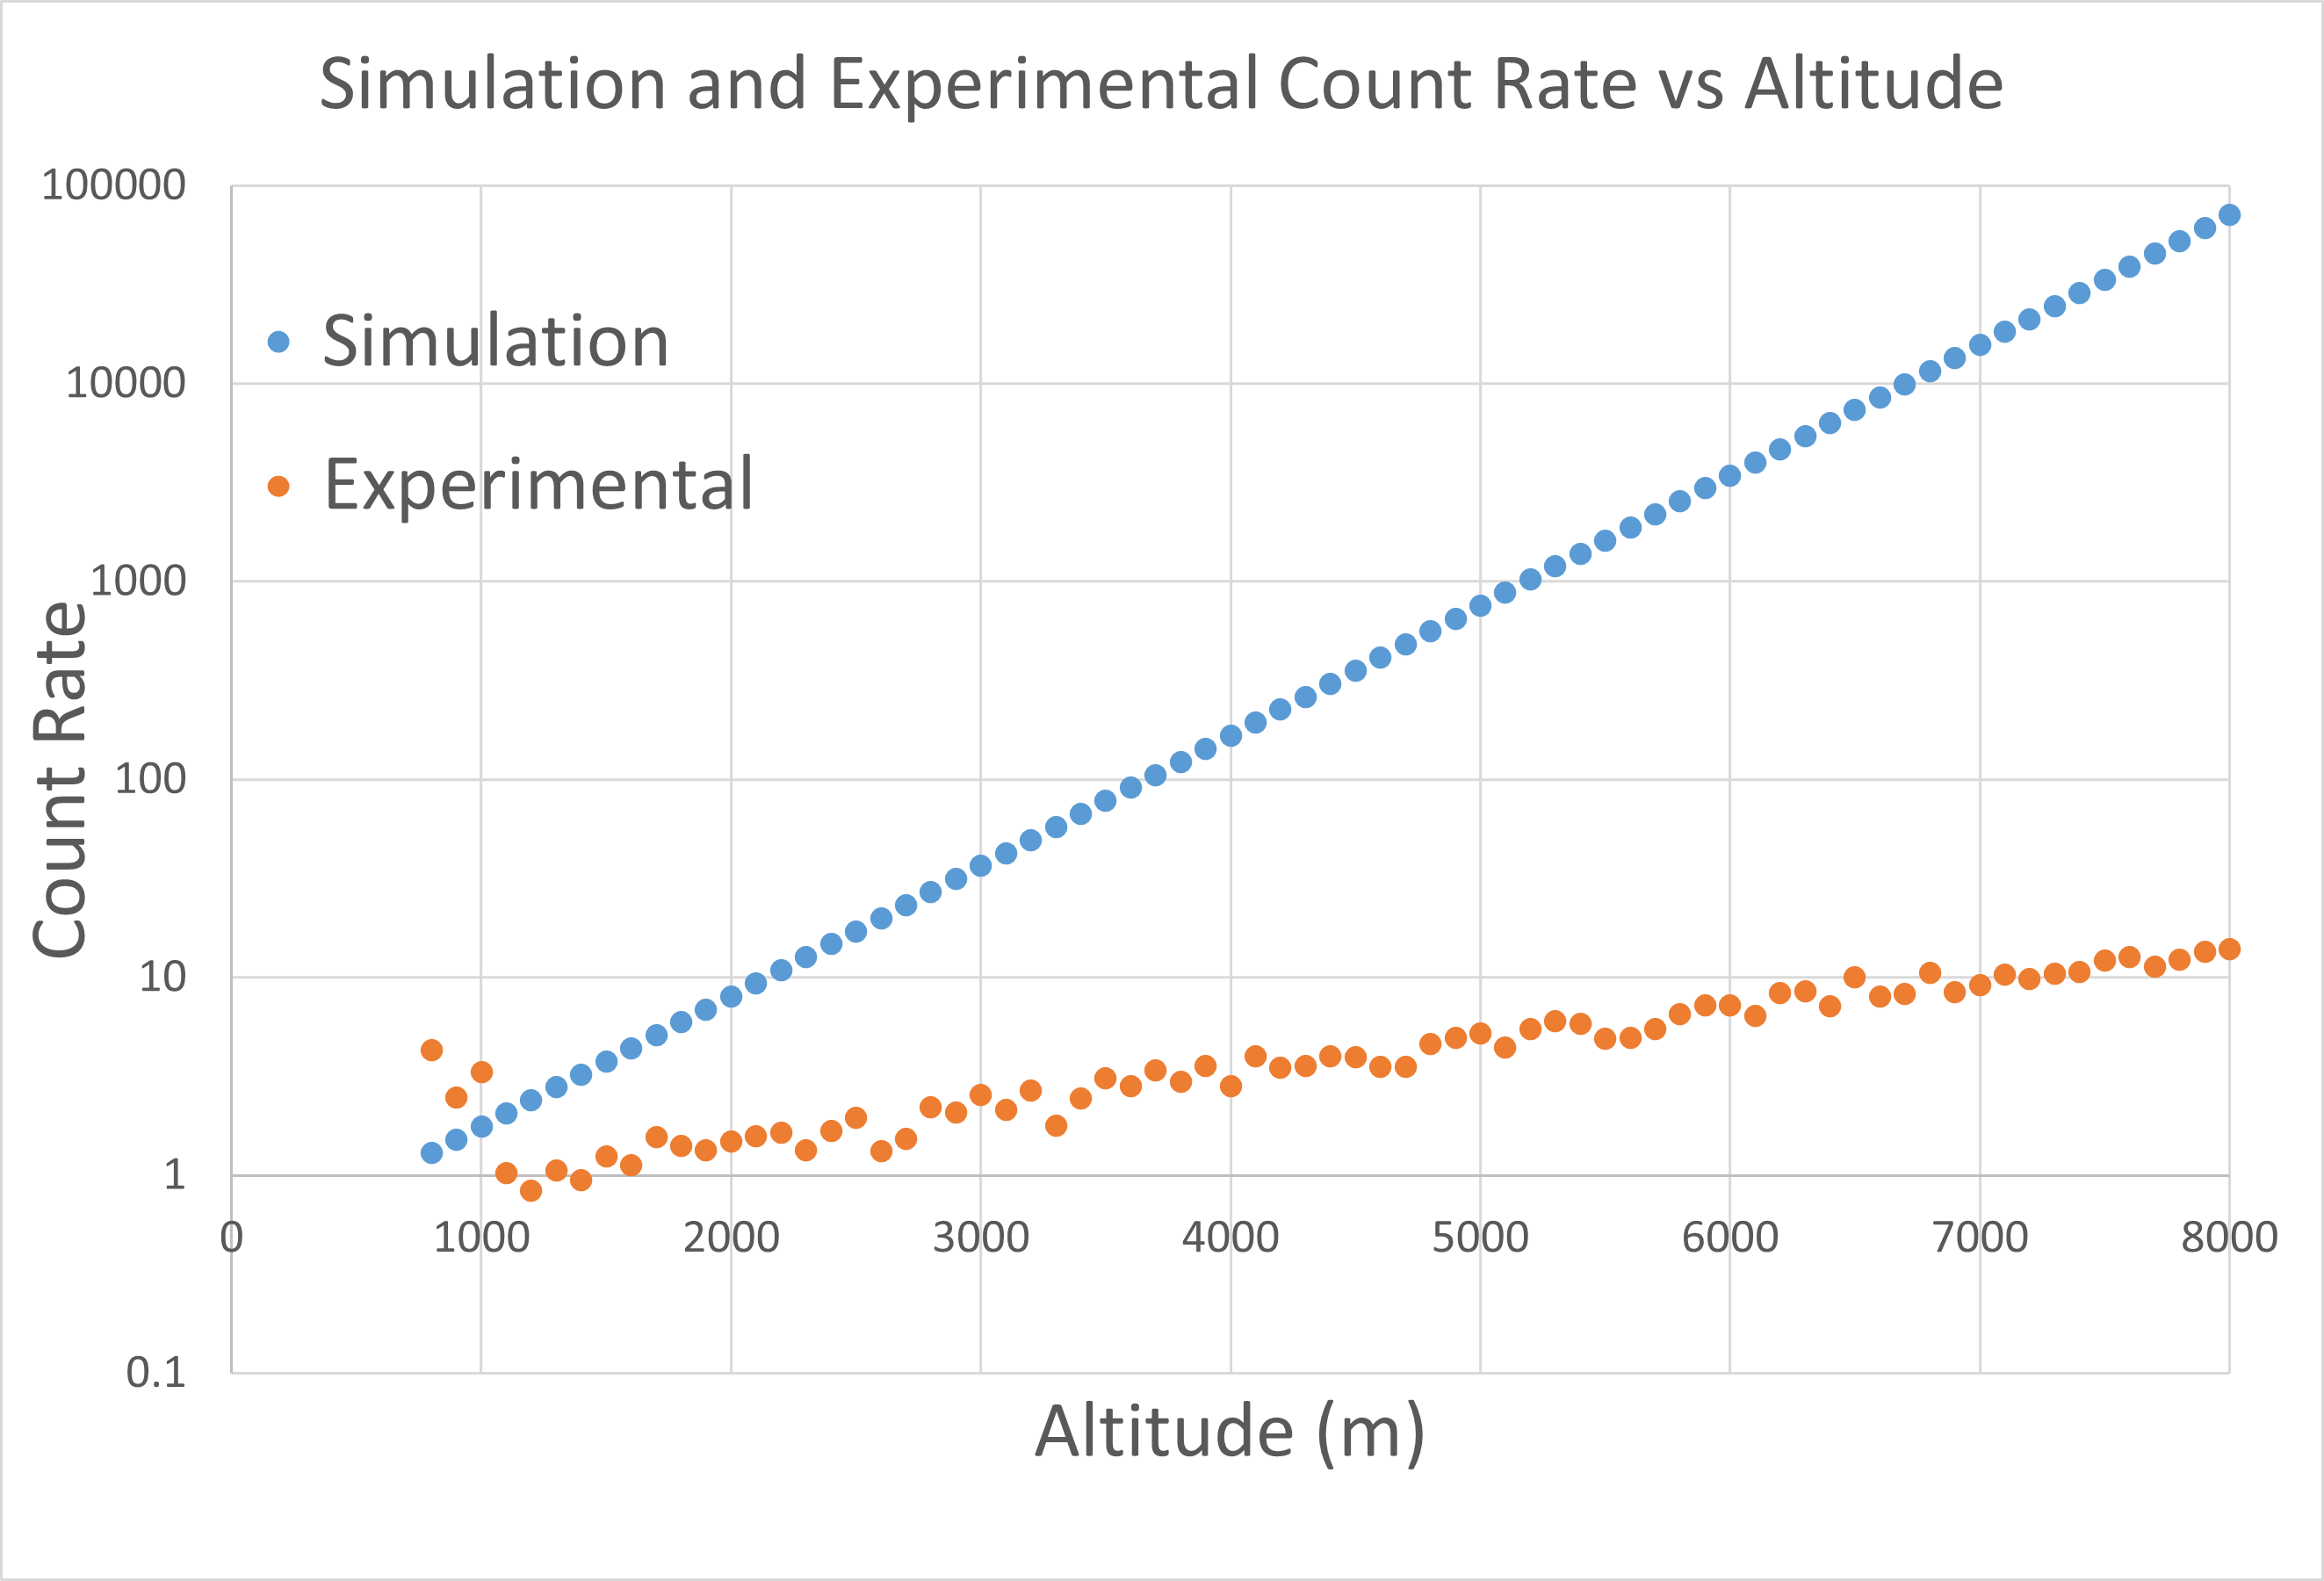 Simulation and Experimental Count Rate vs Altitude
100000
10000
1000
100
10
1
0.1
Count Rate
Simulation
Experimental
0 1000 2000 3000 4000 5000 6000 7000 8000
Altitude (m)